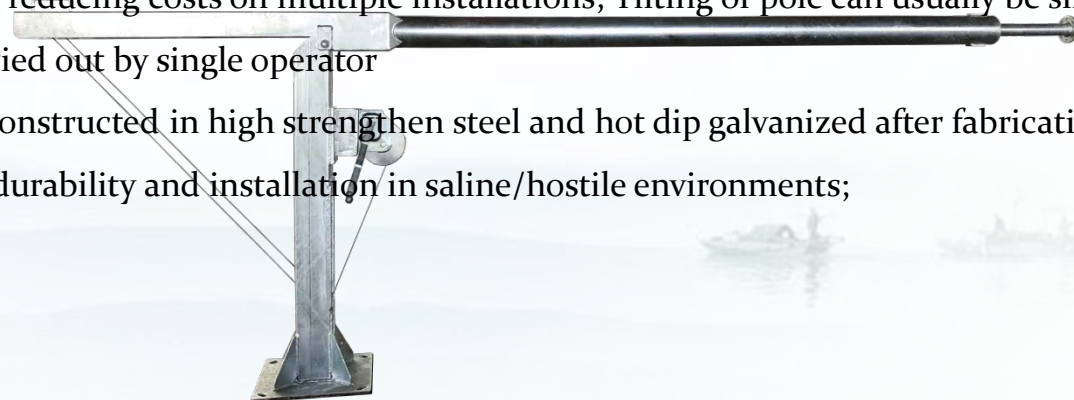 reducing costs on multiple installations; Tilting of pole can usually be
ied out by single operator
onstructed in high strengthen steel and hot dip galvanized after fabricati
durability and installation in saline/hostile environments;